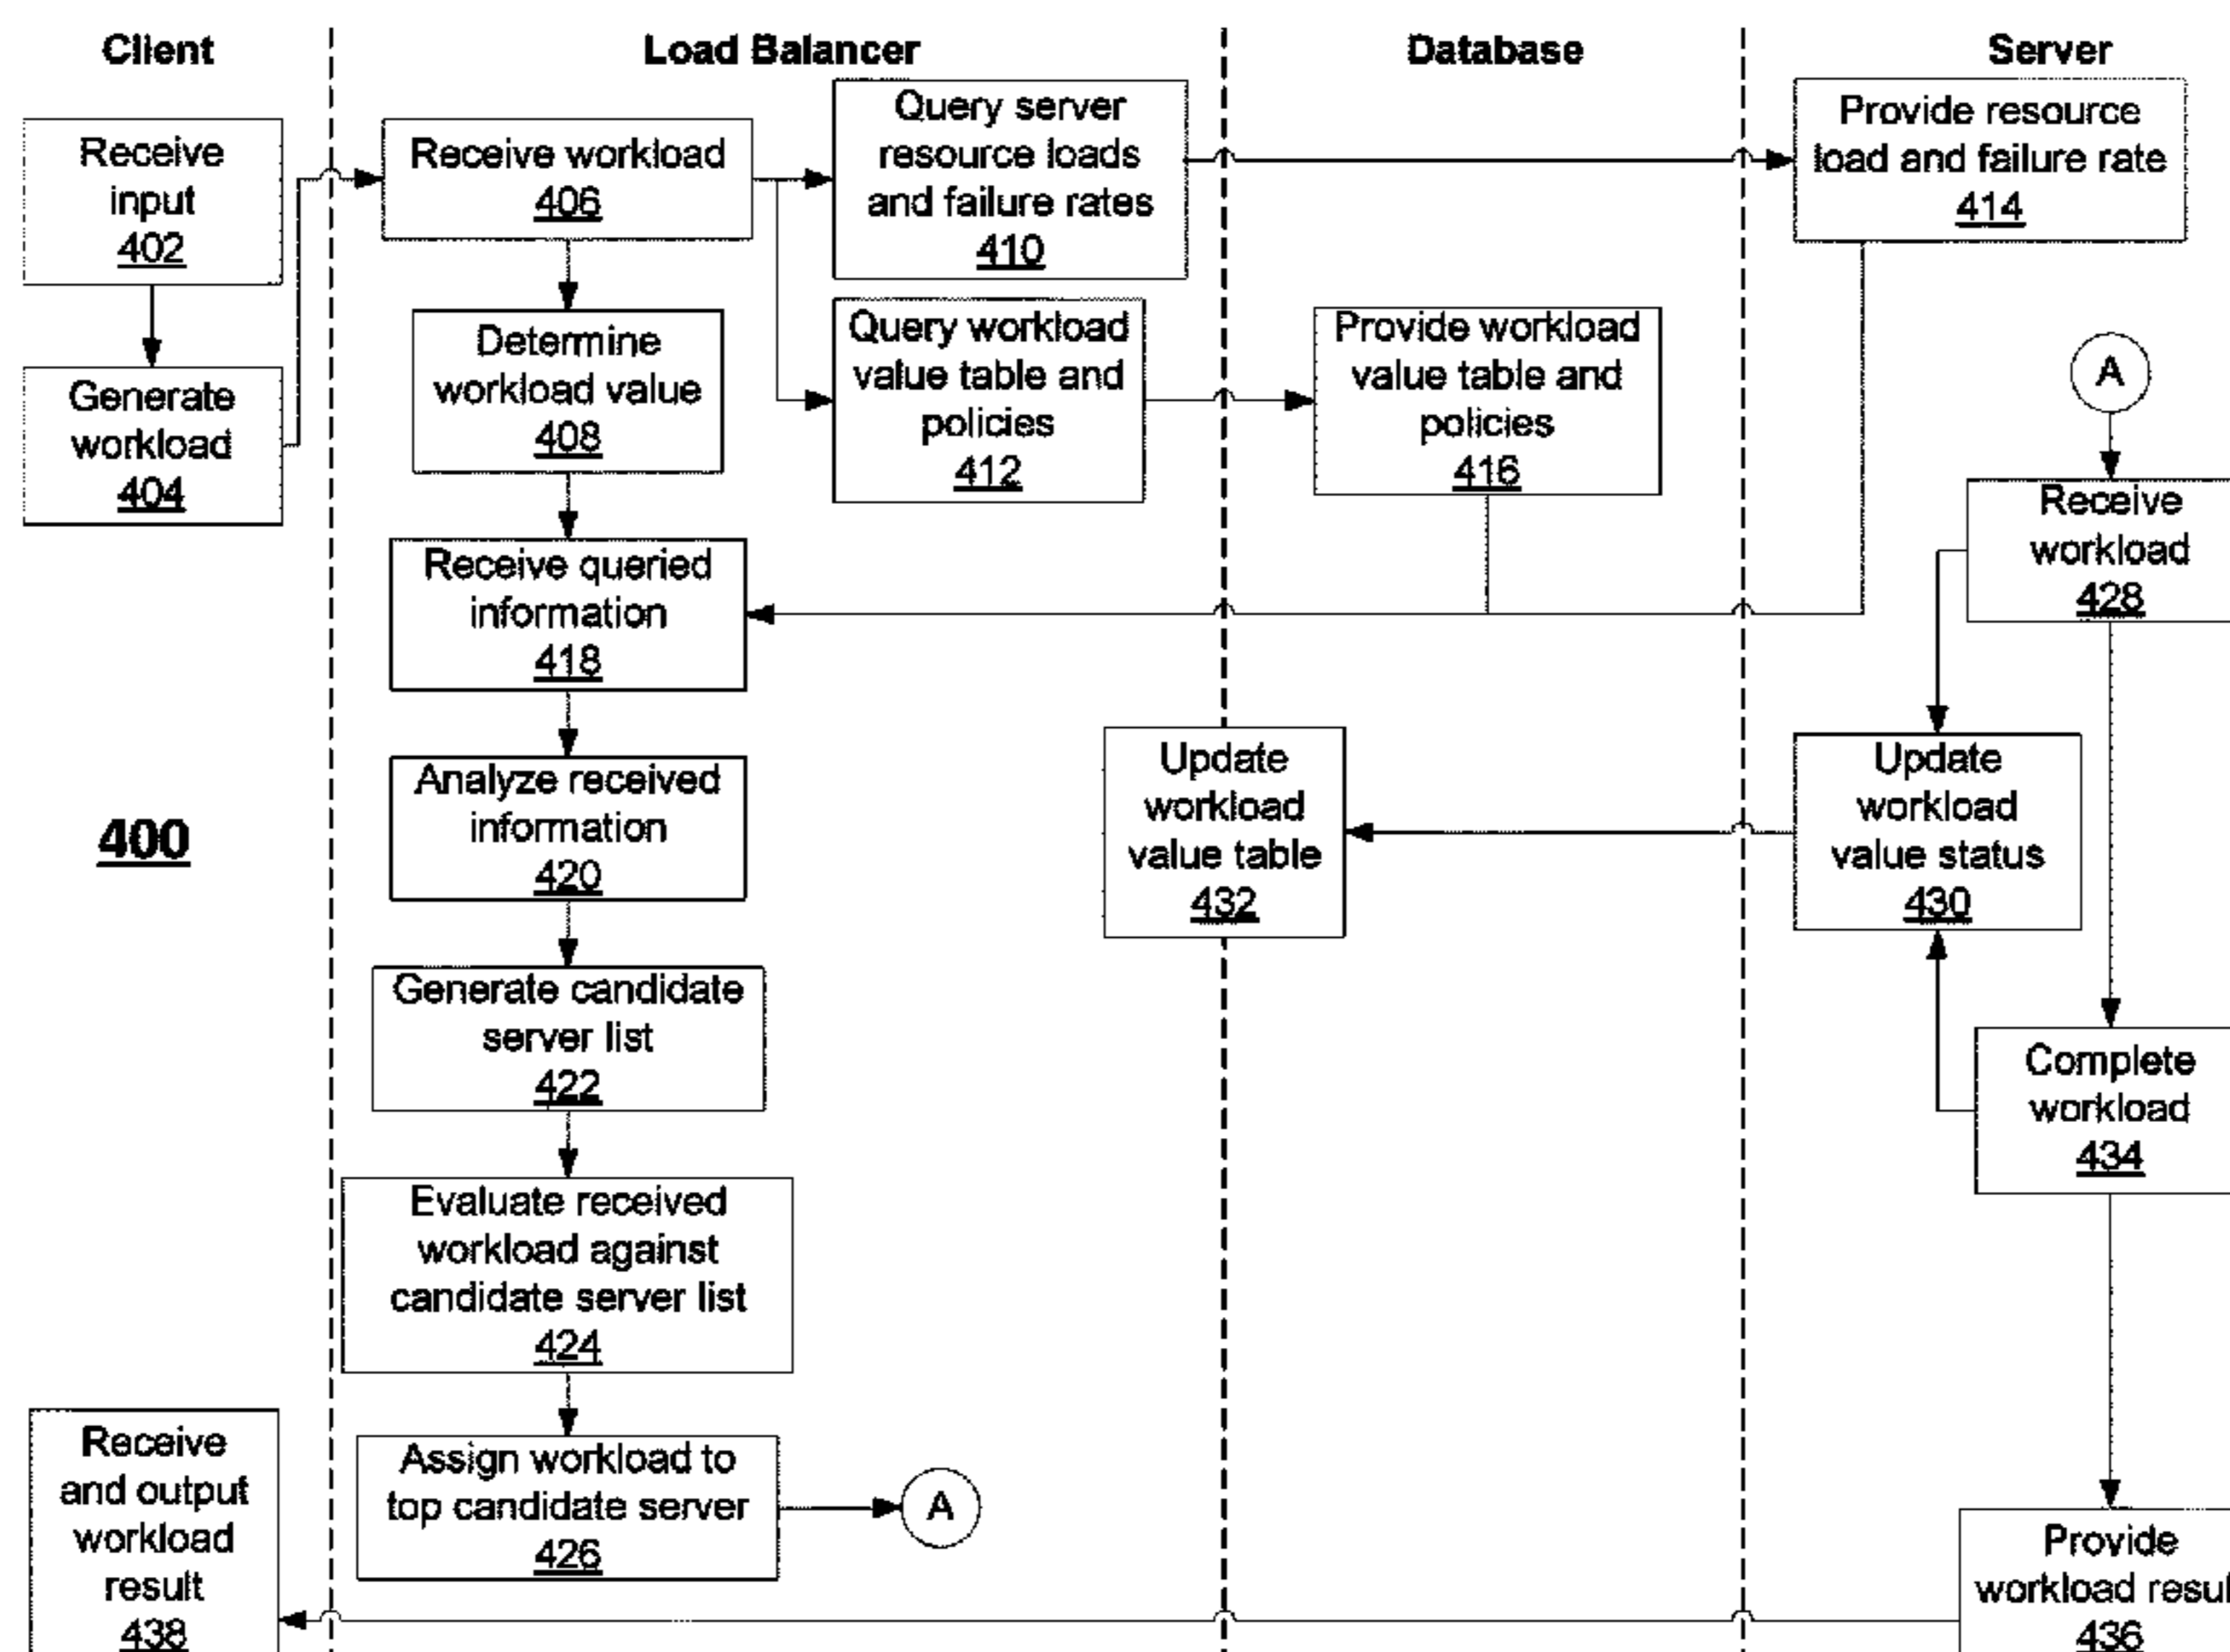 Client
Load Balancer
Database
Server
Receive
input
402
Generate
workload
404
Receive workload
406
Determine
workload value
408
Query server
resource loads
and failure rates
410
Query workload
value table and
policies
412
Provide resource
load and failure rate
414
Provide workload
value table and
policies
416
Receive queried
information
418
Analyze received
information
420
Generate candidate
server list
422
Evaluate received
workload against
candidate server list
424
Assign workload to
top candidate server
426
A
A
Receive
workload
428
Update
workload
value status
430
Update
workload
value table
432
Complete
workload
434
Provide
workload resul
436
Receive
and output
workload
result
438
400